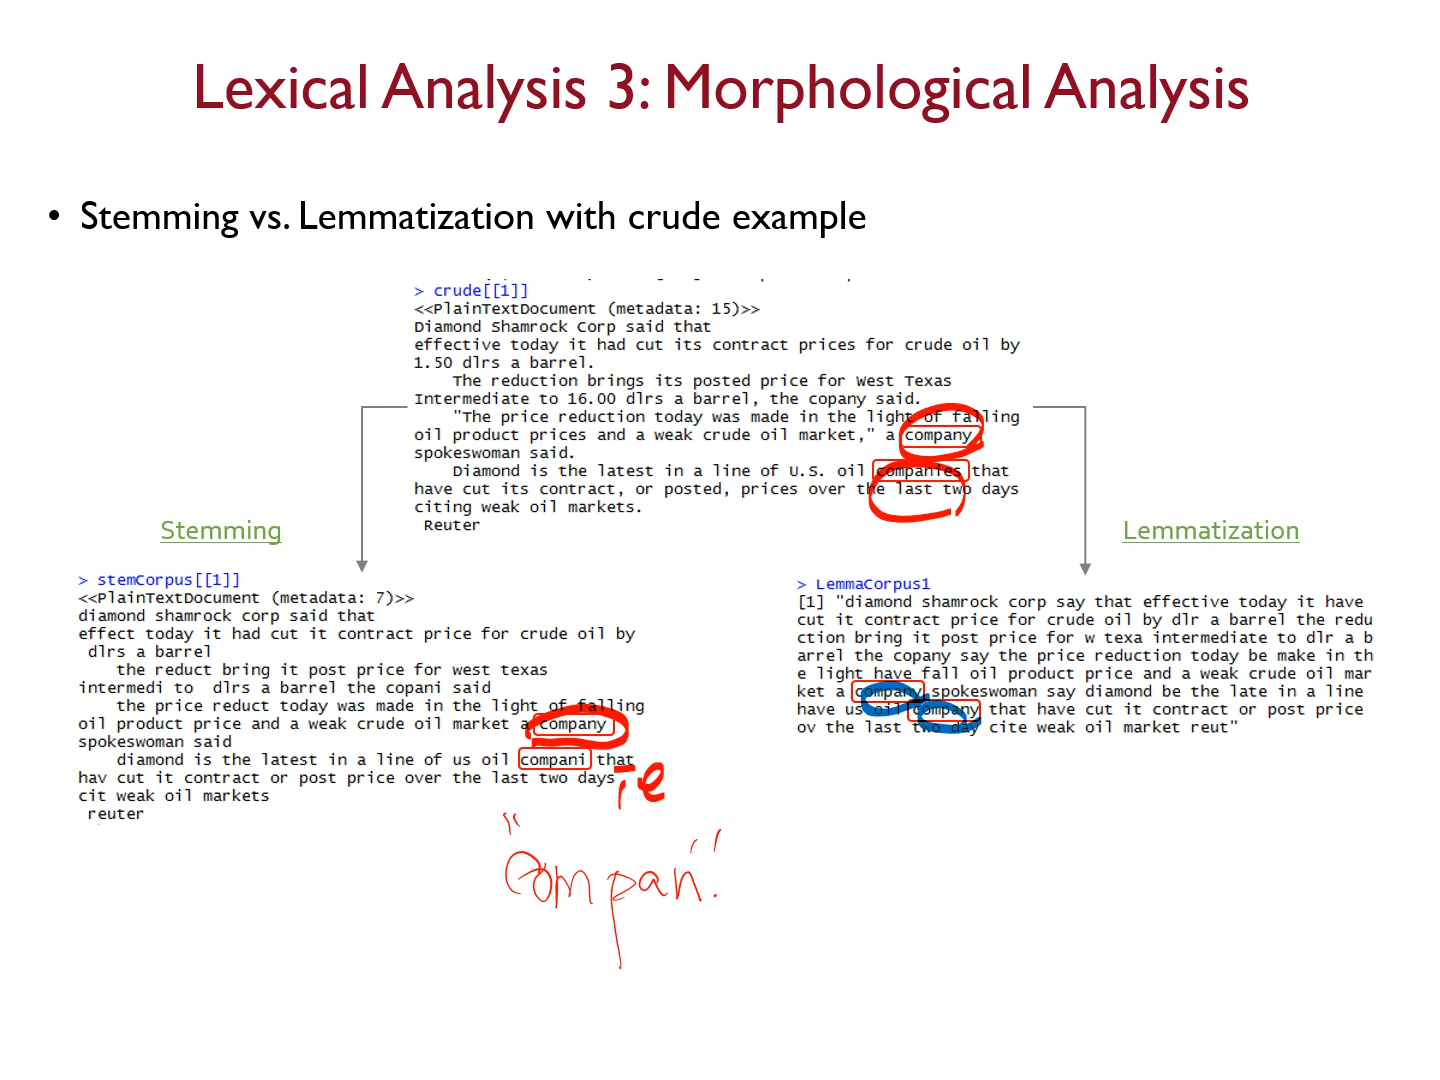 Lexical Analysis 3: Morphological Analysis
• Stemming vs. Lemmatization with crude example
> crude[[1]]
<<PlainTextDocument (metadata: 15)>>
Diamond Shamrock Corp said that
effective today it had cut its contract prices for crude oil by
1.50 dlrs a barrel.
The reduction brings its posted price for West Texas
Intermediate to 16.00 dlrs a barrel, the copany said.
"The price reduction today was made in the light of falling
oil product prices and a weak crude oil market," a company
spokeswoman said.
Diamond is the latest in a line of U.S. oil companies that
have cut its contract, or posted, prices over the last two days
citing weak oil markets.
Reuter
Stemming
> stemCorpus[[1]]
<<PlainTextDocument (metadata: 7)>>
diamond shamrock corp said that
effect today it had cut it contract price for crude oil by
dlrs a barrel
the reduct bring it post price for west texas
intermedi to dlrs a barrel the copani said
the price reduct today was made in the light of falling
oil product price and a weak crude oil market a company
spokeswoman said
diamond is the latest in a line of us oil compani that
hav cut it contract or post price over the last two days
cit weak oil markets
reuter
Lemmatization
> LemmaCorpus1
[1] "diamond shamrock corp say that effective today it have
cut it contract price for crude oil by dlr a barrel the redu
ction bring it post price for w texa intermediate to dlr a b
arrel the copany say the price reduction today be make in th
e light have fall oil product price and a weak crude oil mar
ket a company spokeswoman say diamond be the late in a line
have us oil company that have cut it contract or post price
ov the last two day cite weak oil market reut"
ie
"compani"